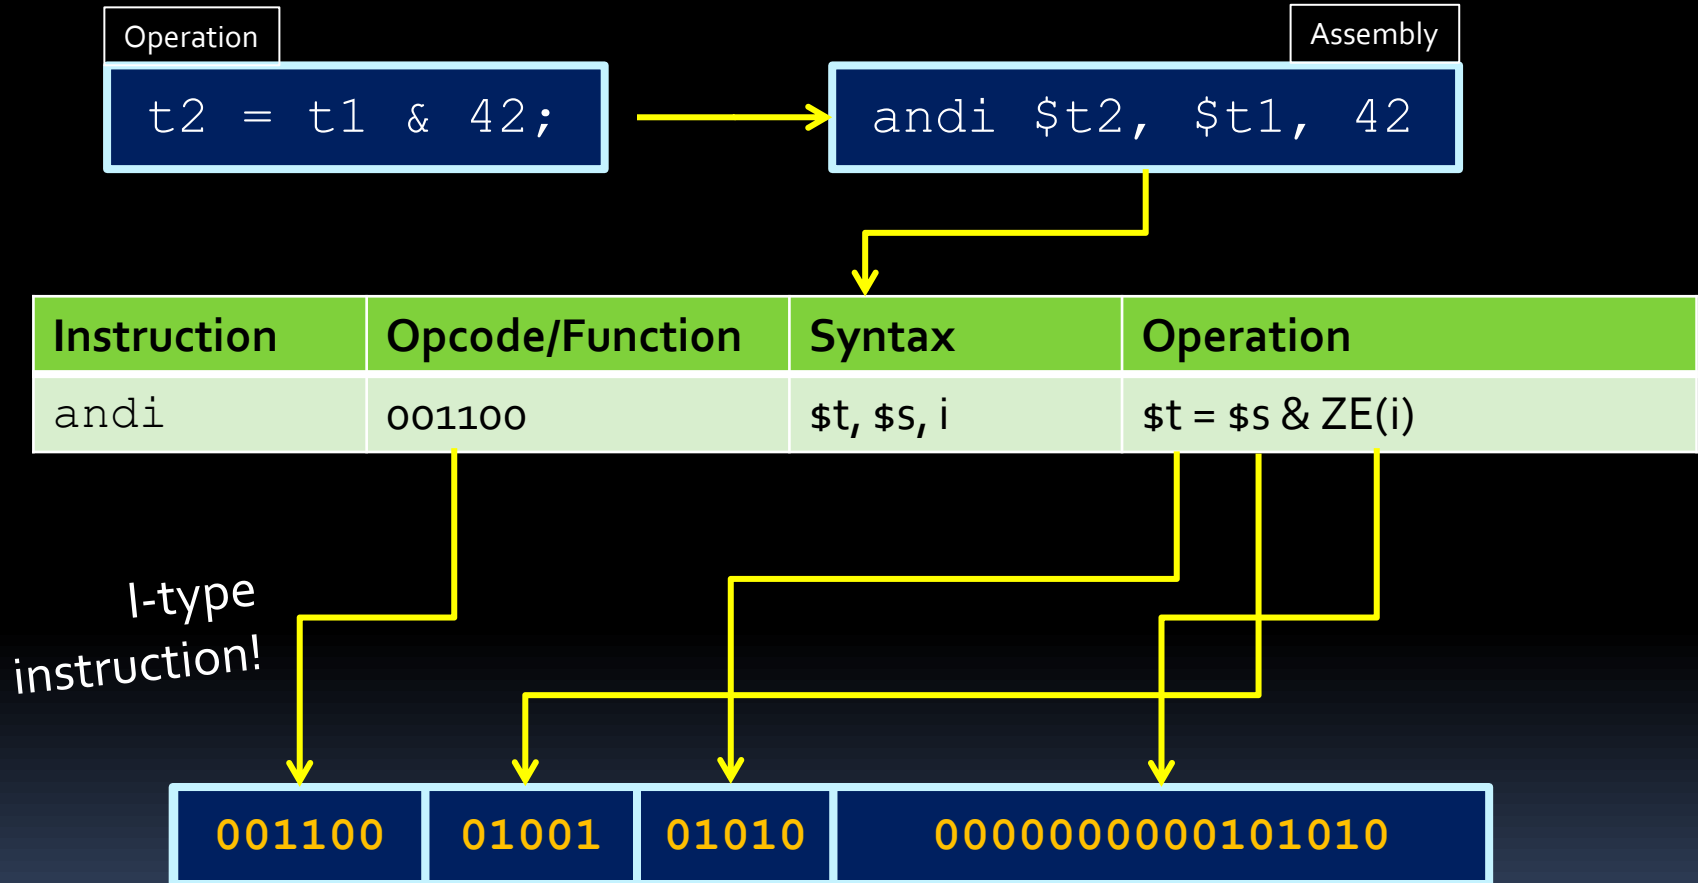 Operation
Assembly
t2 = t1 & 42;
andi $t2, $t1, 42
Instruction Opcode/Function Syntax Operation
andi 001100 $t, $s, i $t = $s & ZE(i)
I-type
instruction!
001100 01001 01010 0000000000101010